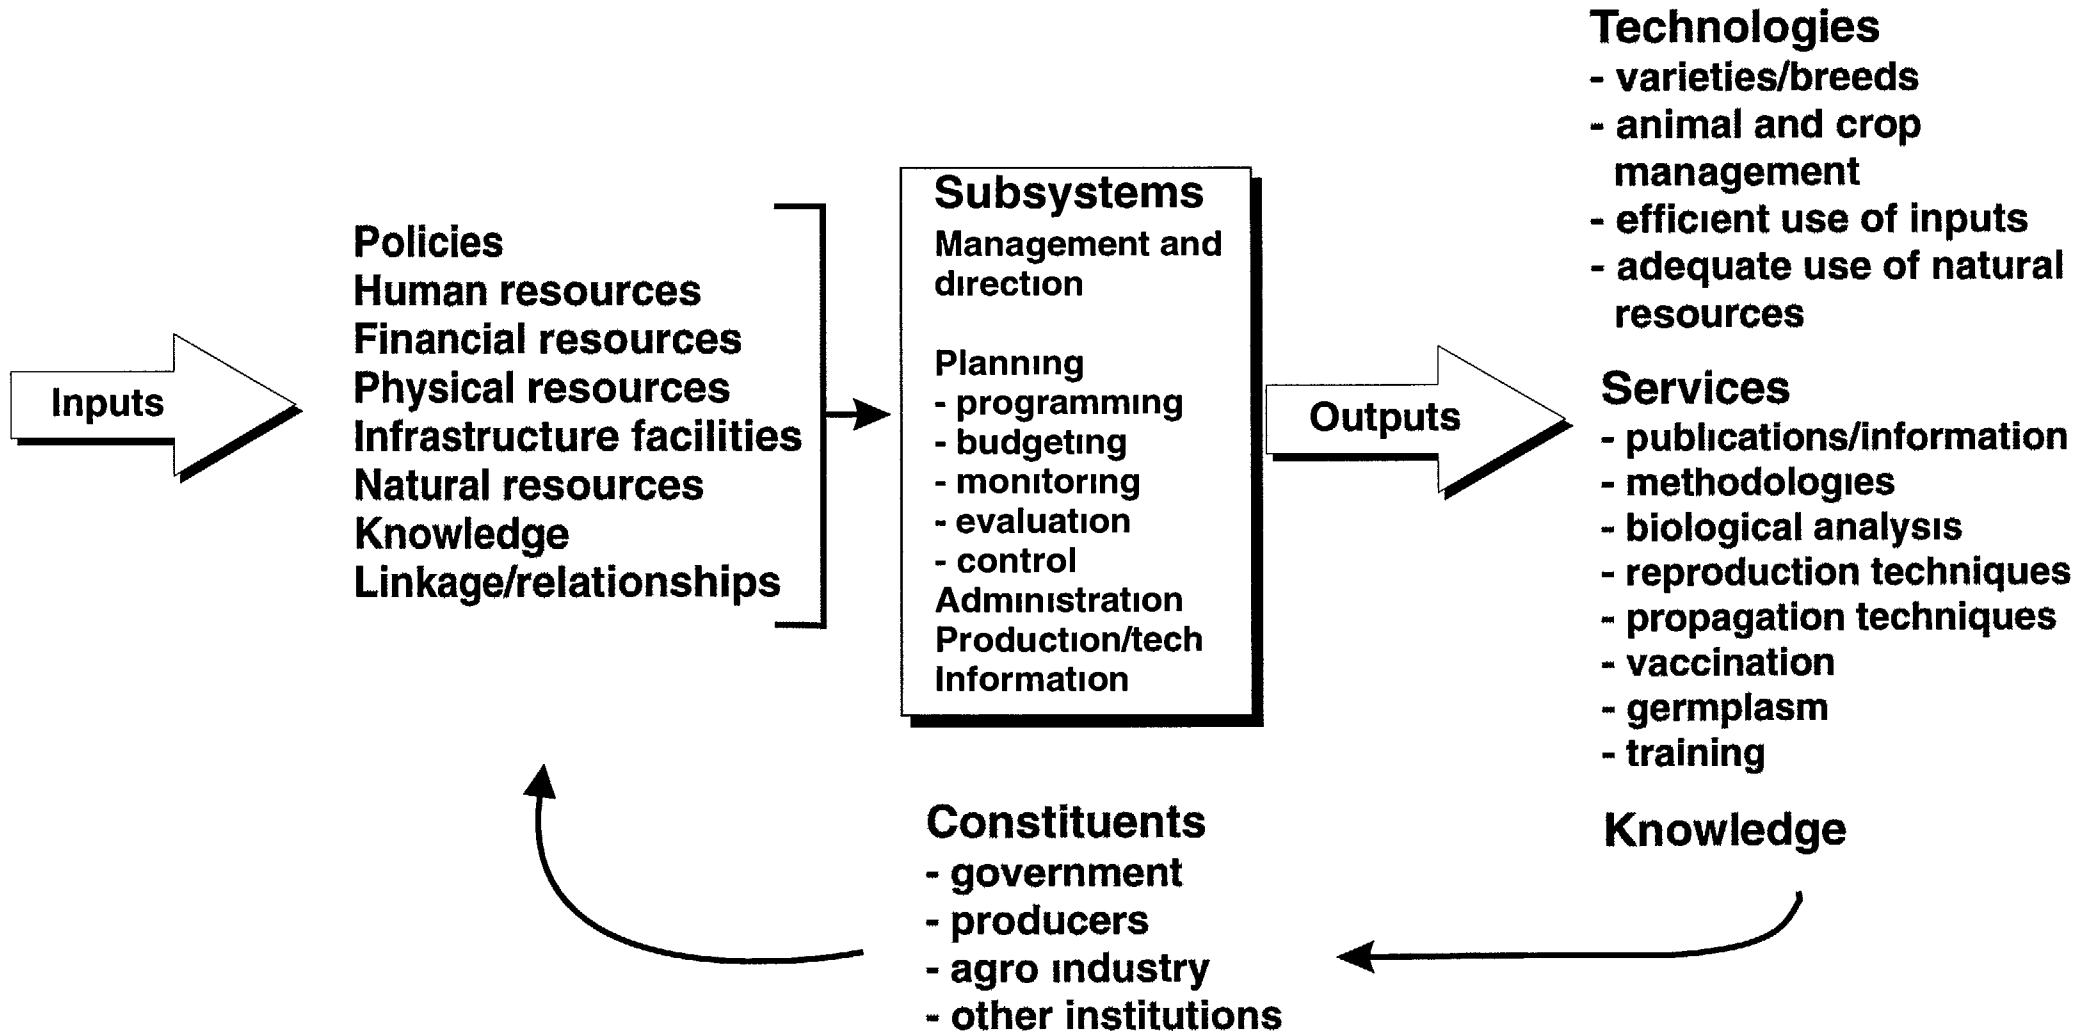 Inputs
Policies
Human resources
Financial resources
Physical resources
Infrastructure facilities
Natural resources
Knowledge
Linkage/relationships
Subsystems
Management and
direction
Planning
- programming
- budgeting
- monitoring
- evaluation
- control
Administration
Production/tech
Information
Outputs
Technologies
- varieties/breeds
- animal and crop
management
- efficient use of inputs
- adequate use of natural
resources
Services
- publications/information
- methodologies
- biological analysis
- reproduction techniques
- propagation techniques
- vaccination
- germplasm
- training
Knowledge
Constituents
- government
- producers
- agro industry
- other institutions